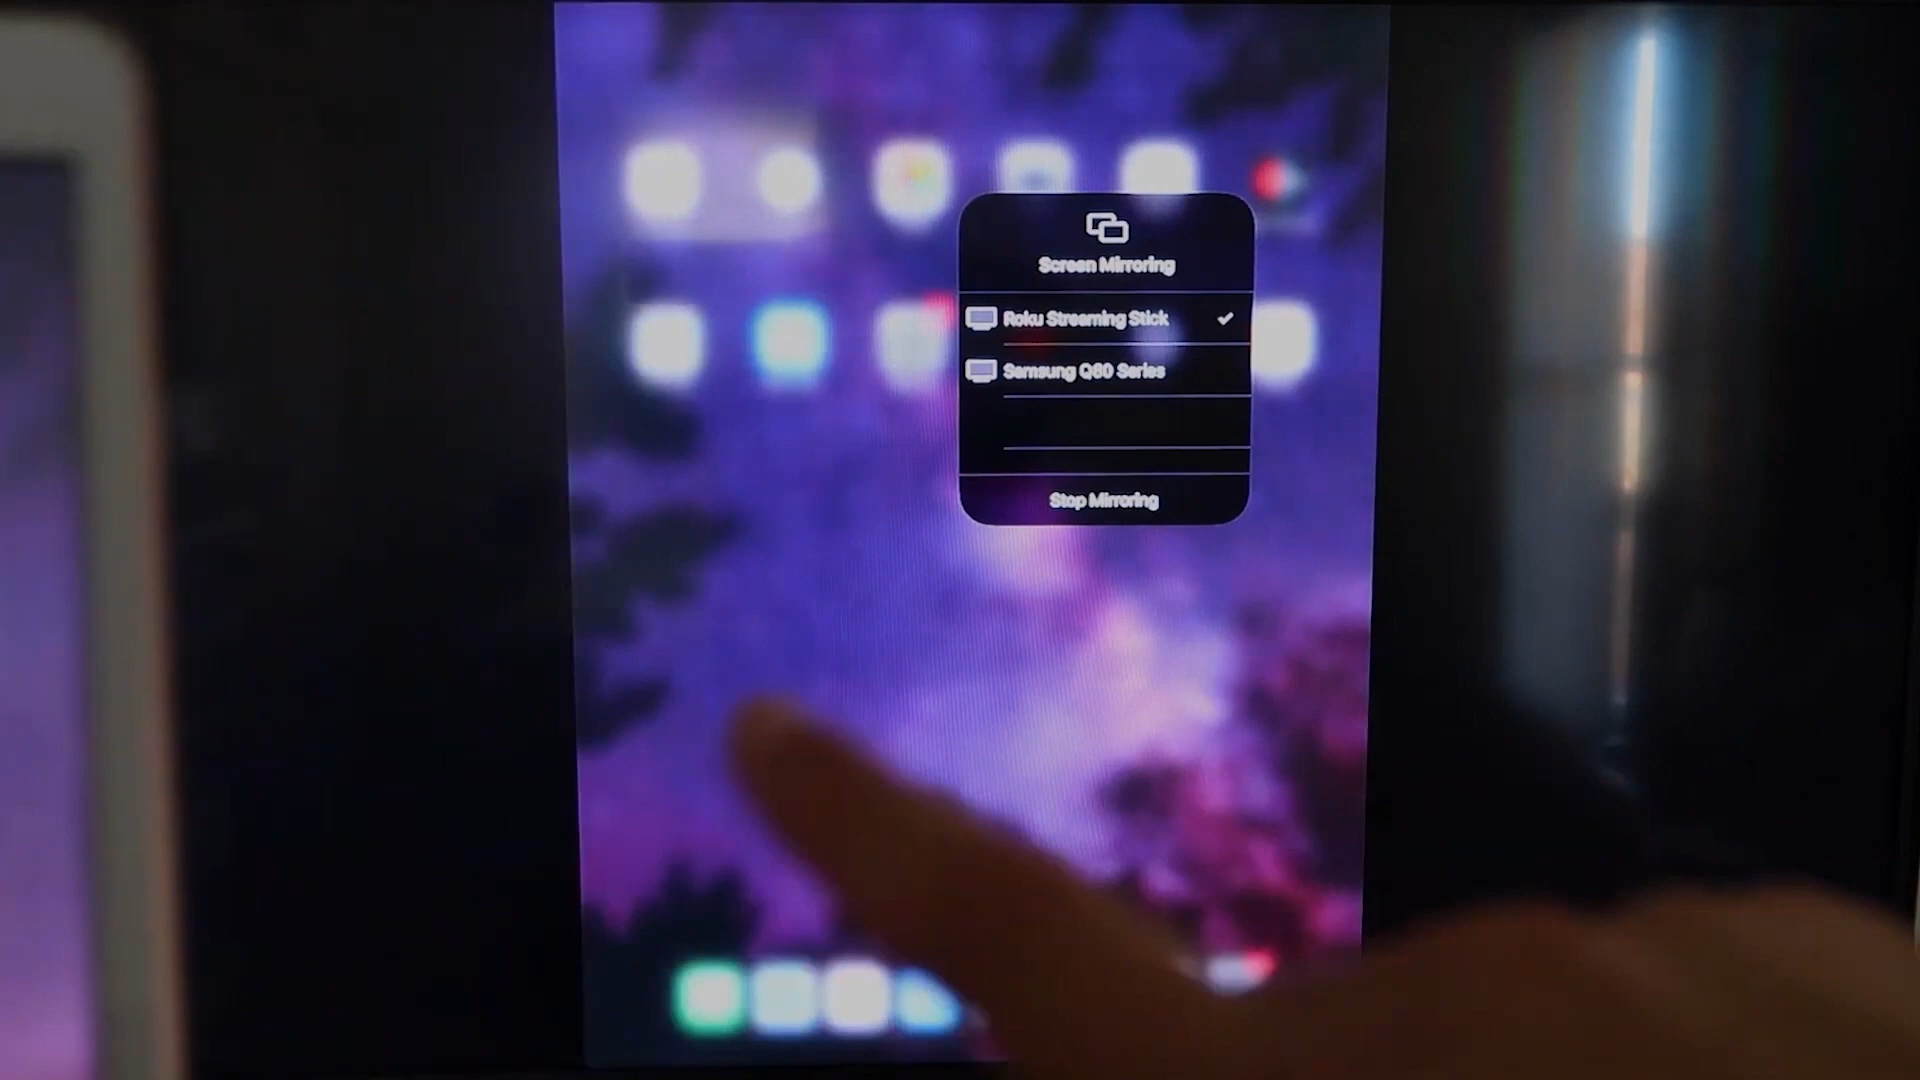 Screen Mirroring
Roku Streaming Stick
Samsung Q60 Series
Stop Mirroring